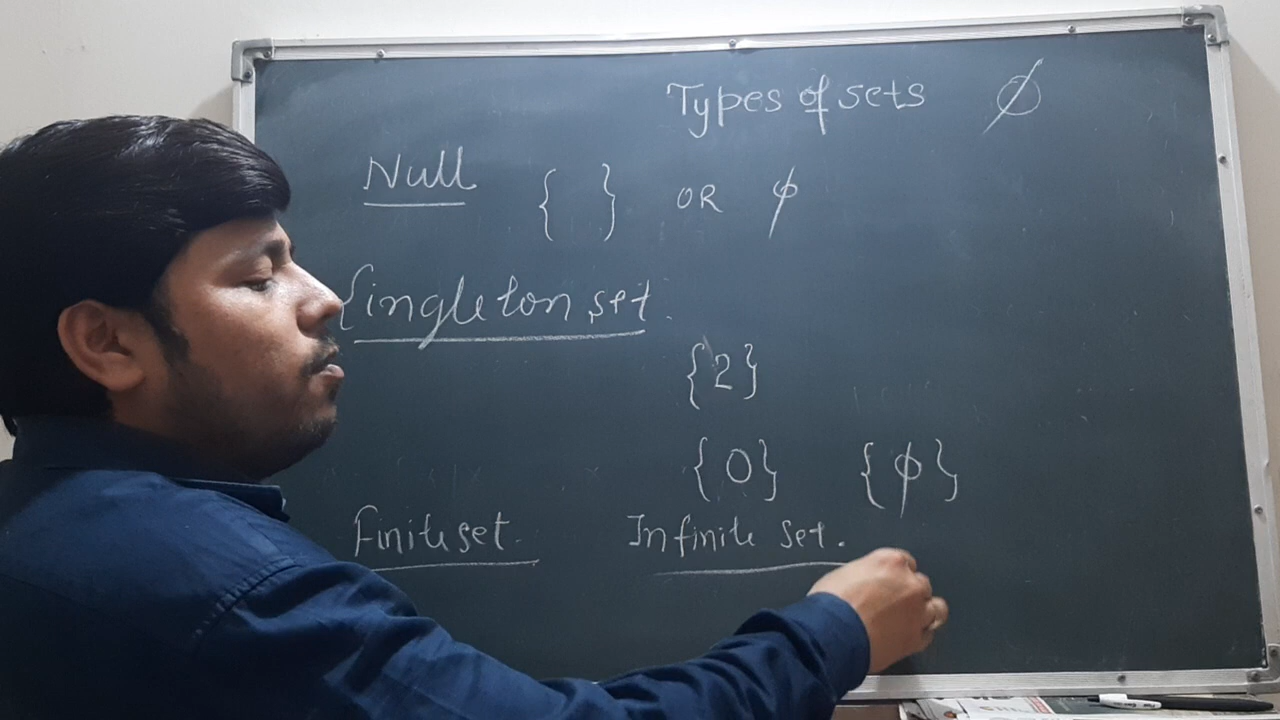 Types of sets ∅
Null { } OR ϕ
Singleton set.
{2}
{0} {ϕ}
Finite set. Infinite set.